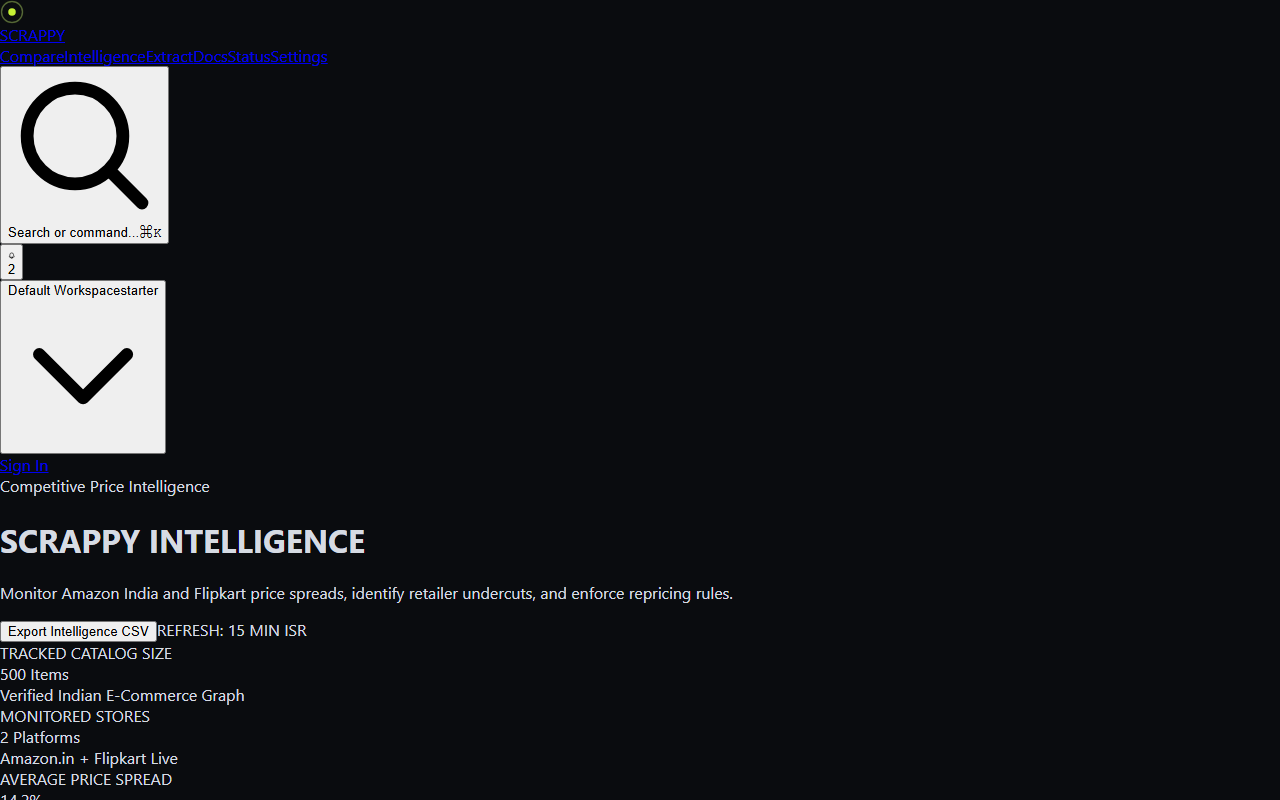 SCRAPPY
CompareIntelligenceExtractDocsStatusSettings
Search or command...⌘K
2
Default Workspacestarter
Sign In
Competitive Price Intelligence
SCRAPPY INTELLIGENCE
Monitor Amazon India and Flipkart price spreads, identify retailer undercuts, and enforce repricing rules.
Export Intelligence CSVREFRESH: 15 MIN ISR
TRACKED CATALOG SIZE
500 Items
Verified Indian E-Commerce Graph
MONITORED STORES
2 Platforms
Amazon.in + Flipkart Live
AVERAGE PRICE SPREAD